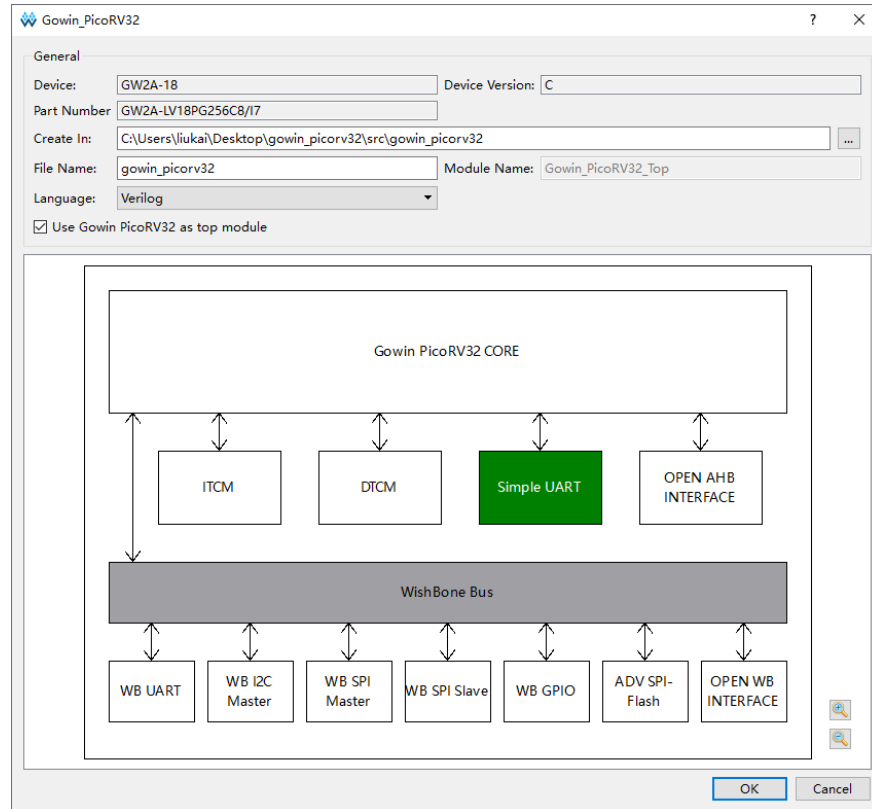 Gowin_PicoRV32
?
General
Device: GW2A-18 Device Version: C
Part Number GW2A-LV18PG256C8/I7
Create In: C:\Users\liukai\Desktop\gowin_picorv32\src\gowin_picorv32 ...
File Name: gowin_picorv32 Module Name: Gowin_PicoRV32_Top
Language: Verilog
Use Gowin PicoRV32 as top module
Gowin PicoRV32 CORE
ITCM
DTCM
Simple UART
OPEN AHB
INTERFACE
WishBone Bus
WB UART
WB I2C
Master
WB SPI
Master
WB SPI Slave
WB GPIO
ADV SPI-
Flash
OPEN WB
INTERFACE
OK Cancel